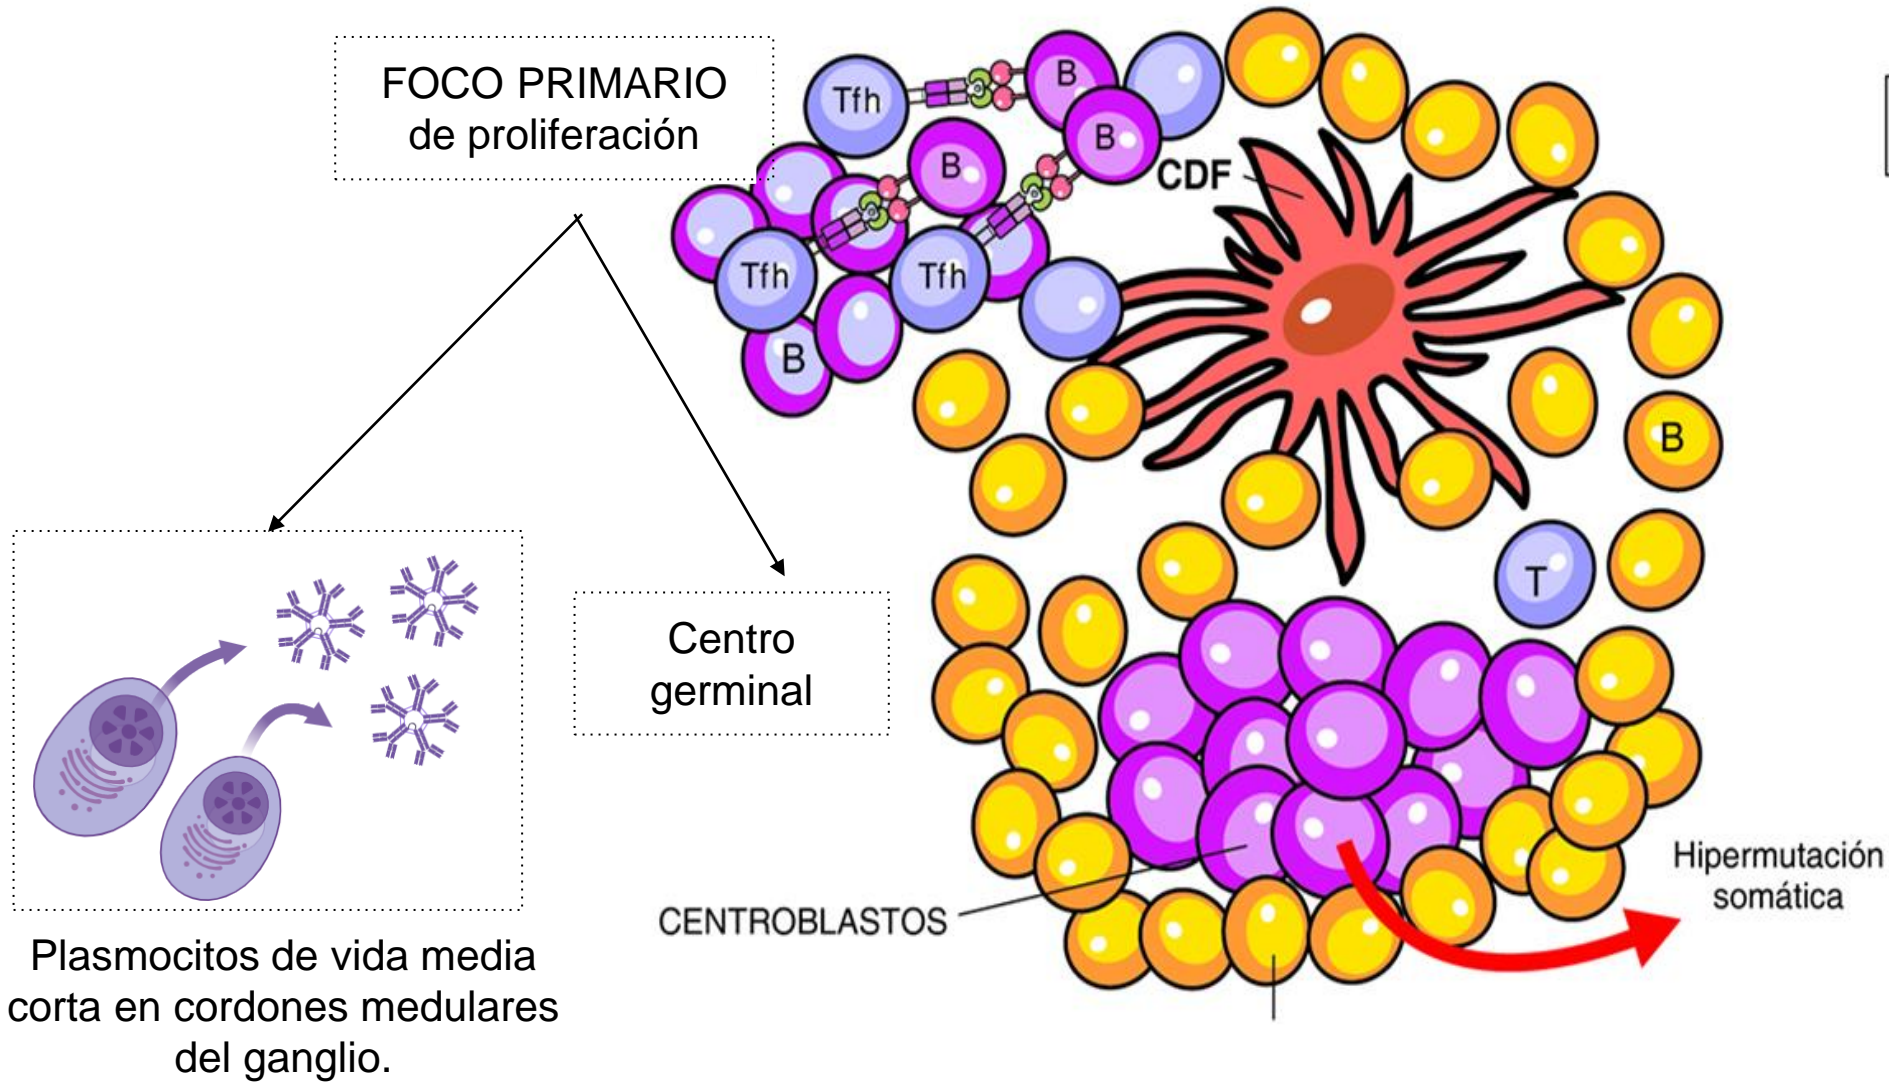 FOCO PRIMARIO
de proliferación
Tfh
B
B
B
CDF
Tfh
Tfh
B
B
T
Centro
germinal
CENTROBLASTOS
Hipermutación
somática
Plasmocitos de vida media
corta en cordones medulares
del ganglio.